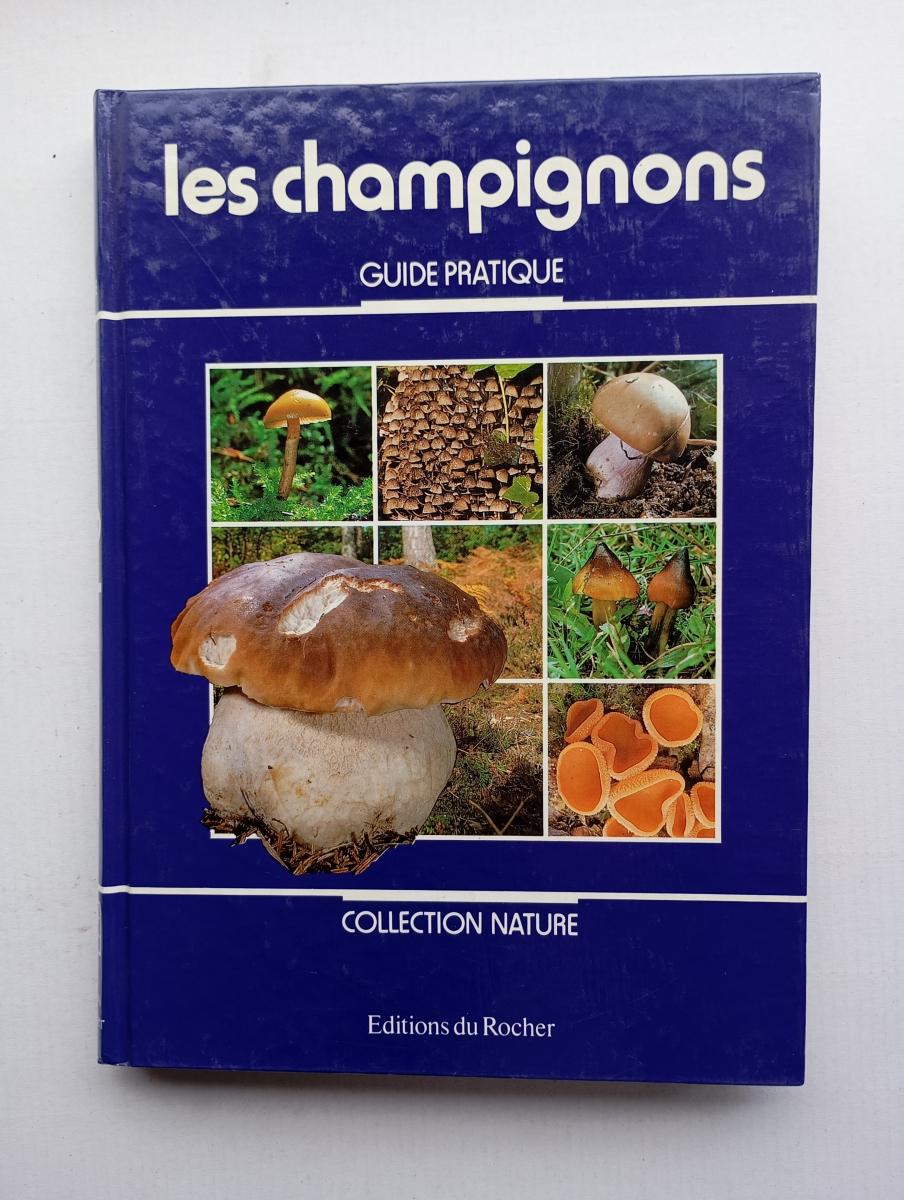 les champignons
GUIDE PRATIQUE
COLLECTION NATURE
Editions du Rocher